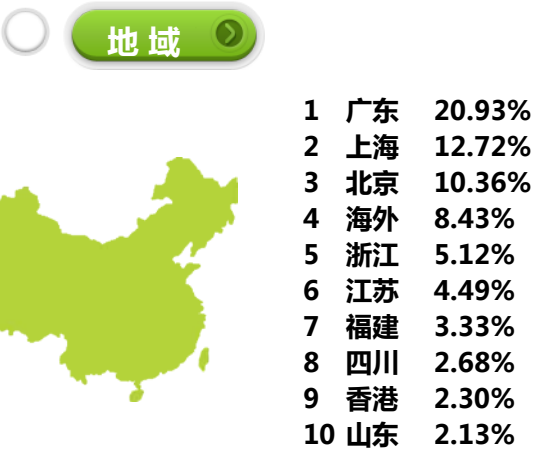 地域
1 广东 20.93%
2 上海 12.72%
3 北京 10.36%
4 海外 8.43%
5 浙江 5.12%
6 江苏 4.49%
7 福建 3.33%
8 四川 2.68%
9 香港 2.30%
10 山东 2.13%